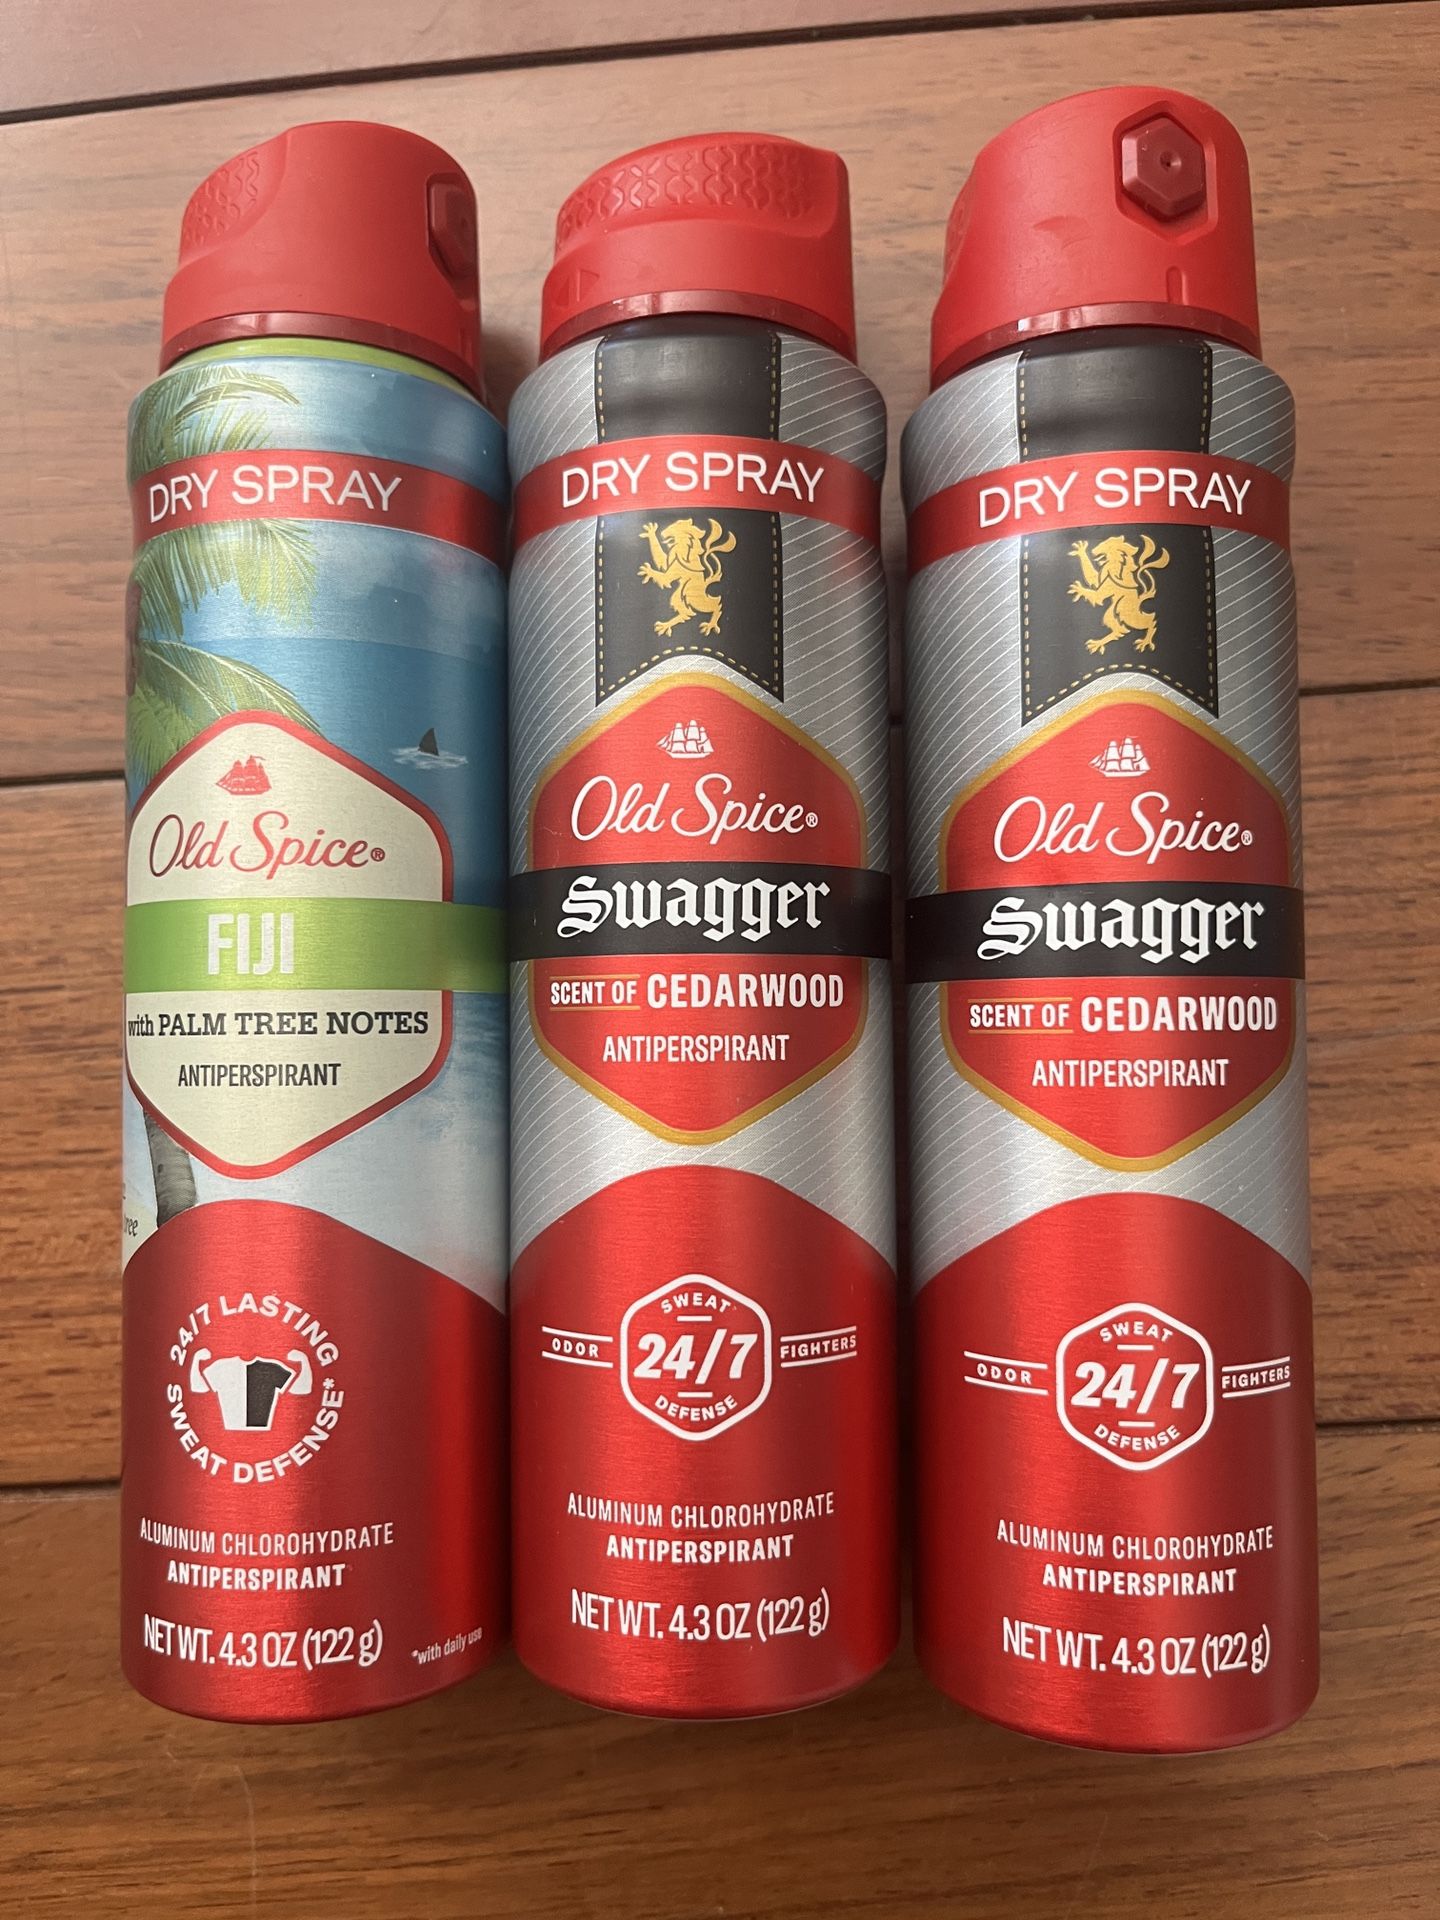 DRY SPRAY
Old Spice®
FIJI
with PALM TREE NOTES
ANTIPERSPIRANT
24/7 LASTING
SWEAT DEFENSE*
ALUMINUM CHLOROHYDRATE
ANTIPERSPIRANT
NET WT. 4.3 OZ (122 g)
*with daily use
DRY SPRAY
Old Spice®
Swagger
SCENT OF CEDARWOOD
ANTIPERSPIRANT
SWEAT
ODOR 24/7 FIGHTERS
DEFENSE
ALUMINUM CHLOROHYDRATE
ANTIPERSPIRANT
NET WT. 4.3 OZ (122 g)
DRY SPRAY
Old Spice®
Swagger
SCENT OF CEDARWOOD
ANTIPERSPIRANT
SWEAT
ODOR 24/7 FIGHTERS
DEFENSE
ALUMINUM CHLOROHYDRATE
ANTIPERSPIRANT
NET WT. 4.3 OZ (122 g)